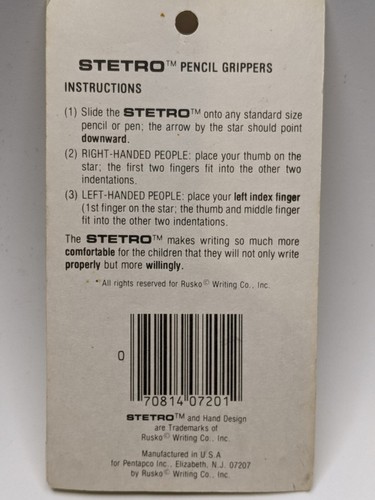 STETRO™ PENCIL GRIPPERS
INSTRUCTIONS
(1) Slide the STETRO™ onto any standard size
pencil or pen; the arrow by the star should point
downward.
(2) RIGHT-HANDED PEOPLE: place your thumb on the
star; the first two fingers fit into the other two
indentations.
(3) LEFT-HANDED PEOPLE: place your left index finger
(1st finger on the star; the thumb and middle finger
fit into the other two indentations.
The STETRO™ makes writing so much more
comfortable for the children that they will not only write
properly but more willingly.
*"All rights reserved for Rusko© Writing Co., Inc.
0
70814 07201
STETRO™ and Hand Design
are Trademarks of
Rusko© Writing Co., Inc.
Manufactured in U.S.A
for Pentapco Inc., Elizabeth, N.J. 07207
by Rusko© Writing Co., Inc.